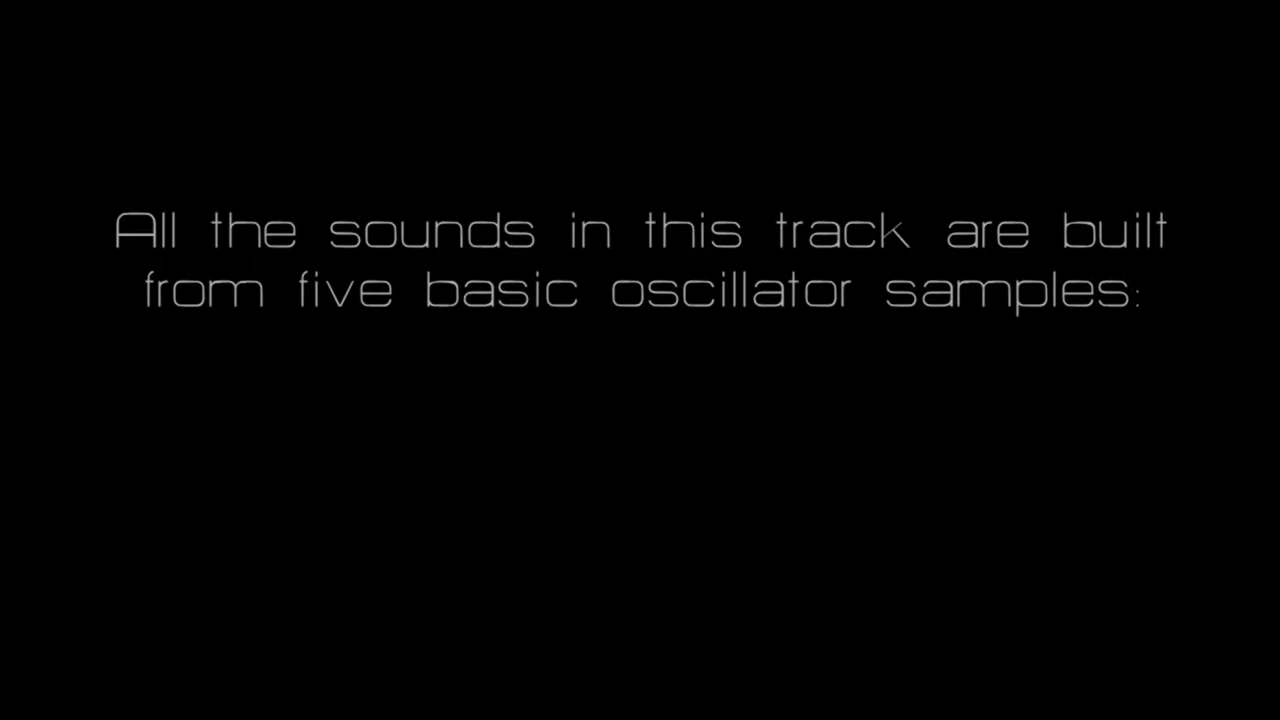 All the sounds in this track are built
from five basic oscillator samples: